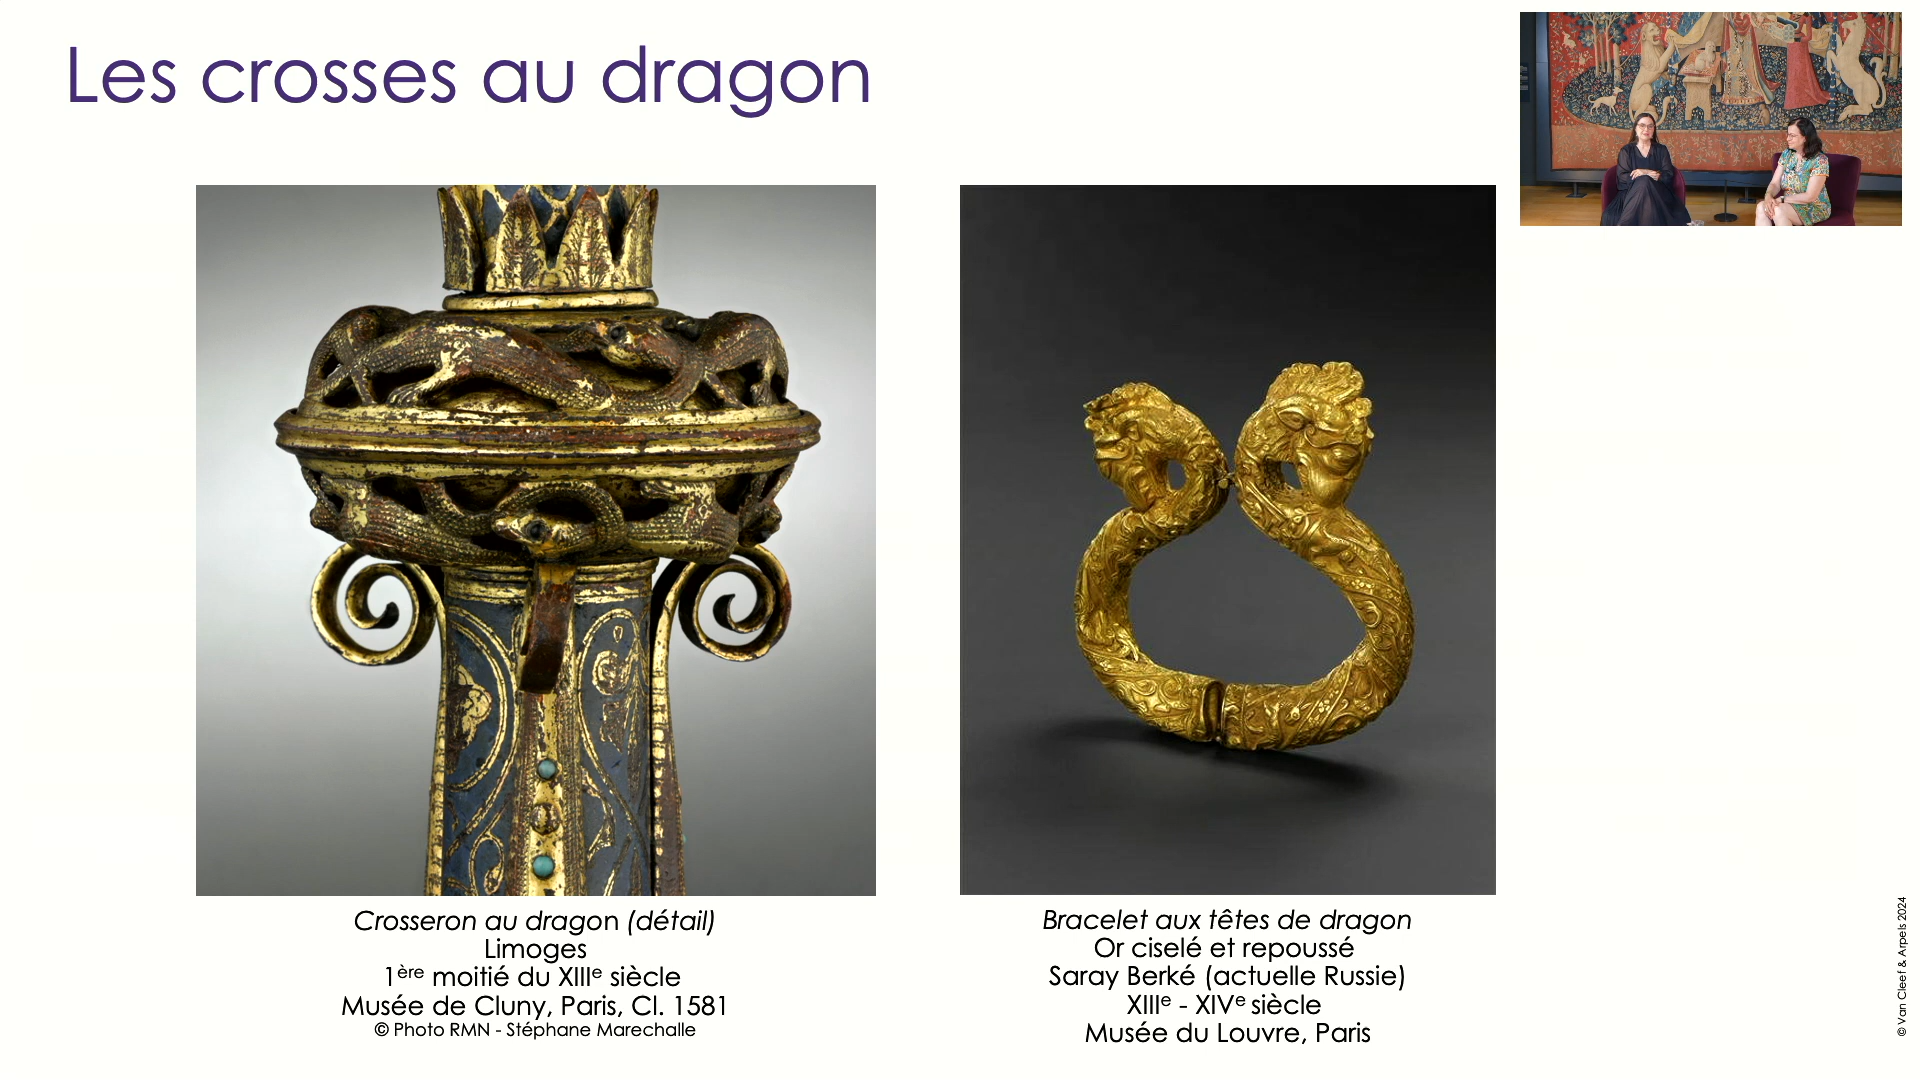 Les crosses au dragon
Crosseron au dragon (détail)
Limoges
1ère moitié du XIIIe siècle
Musée de Cluny, Paris, Cl. 1581
© Photo RMN - Stéphane Marechalle
Bracelet aux têtes de dragon
Or ciselé et repoussé
Saray Berké (actuelle Russie)
XIIIe - XIVe siècle
Musée du Louvre, Paris
© Van Cleef & Arpels 2024